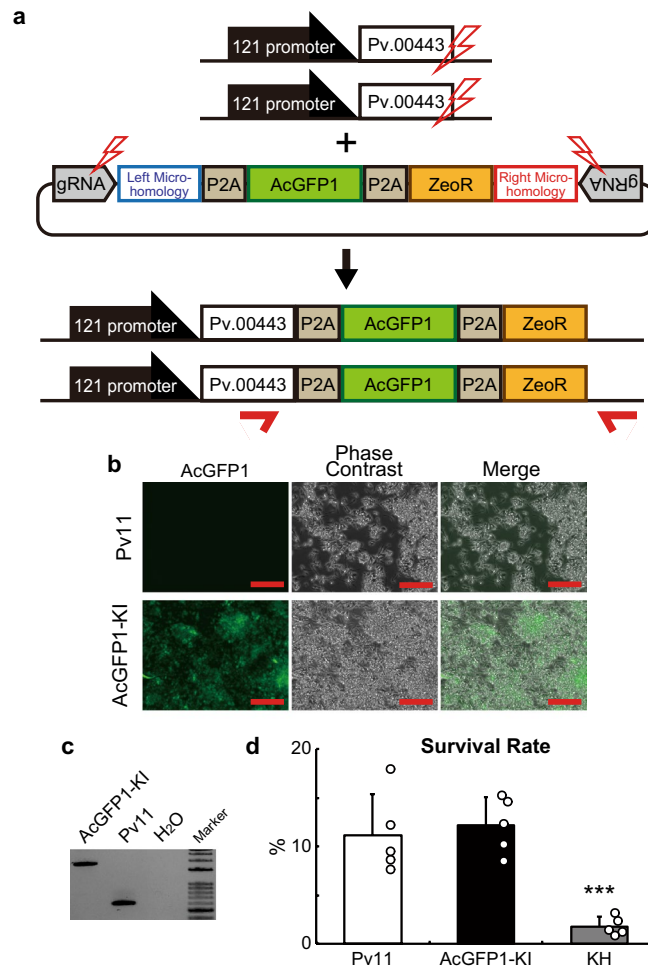 a
121 promoter
Pv.00443
121 promoter
Pv.00443
+
gRNA
Left Micro-
homology
P2A
AcGFP1
P2A
ZeoR
Right Micro-
homology
gRNA
121 promoter
Pv.00443
P2A
AcGFP1
P2A
ZeoR
121 promoter
Pv.00443
P2A
AcGFP1
P2A
ZeoR
b
AcGFP1
Phase
Contrast
Merge
Pv11
AcGFP1-KI
c
AcGFP1-KI
Pv11
H2O
Marker
d
Survival Rate
%
20
10
0
***
Pv11
AcGFP1-KI
KH